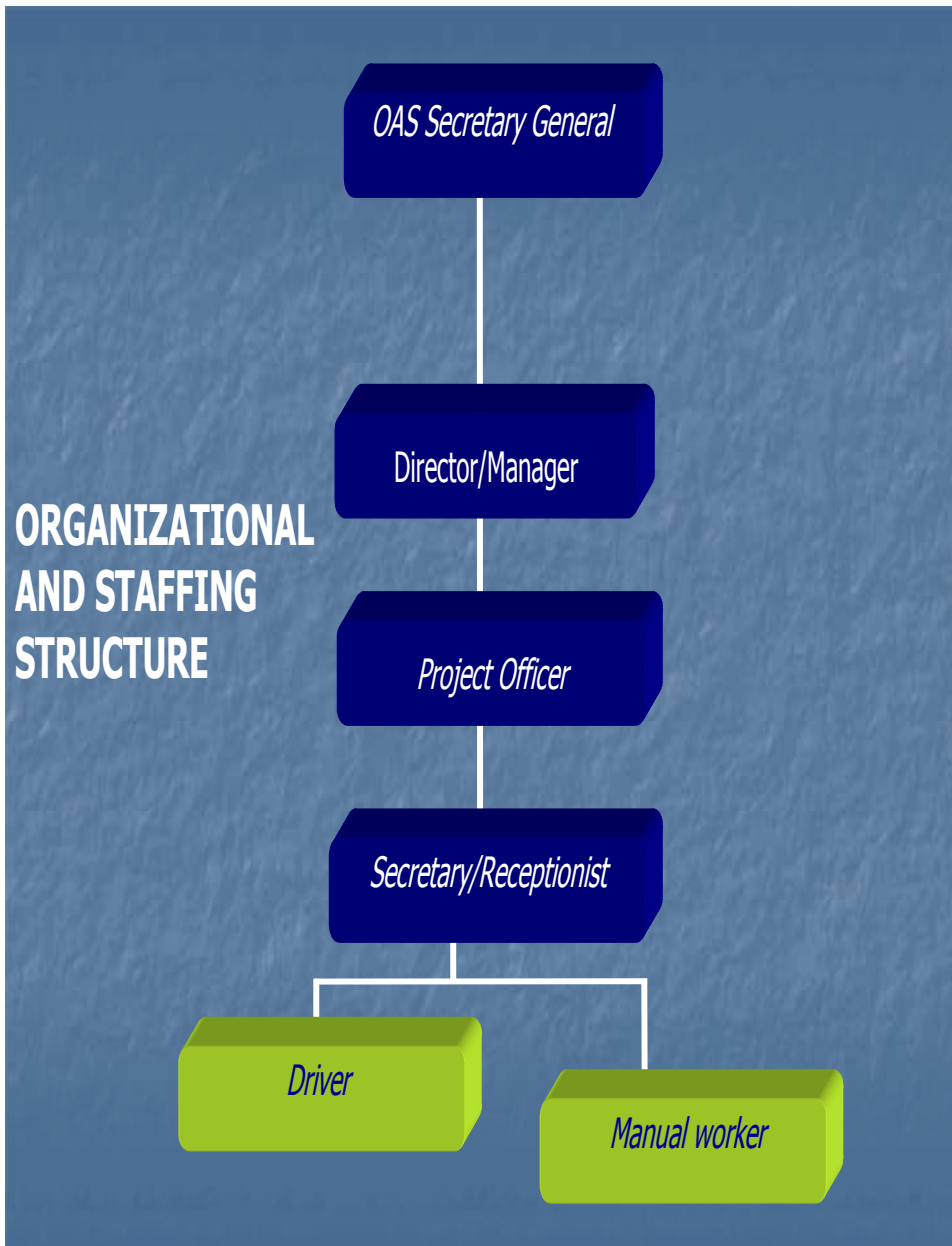 OAS Secretary General
Director/Manager
ORGANIZATIONAL
AND STAFFING
STRUCTURE
Project Officer
Secretary/Receptionist
Driver
Manual worker